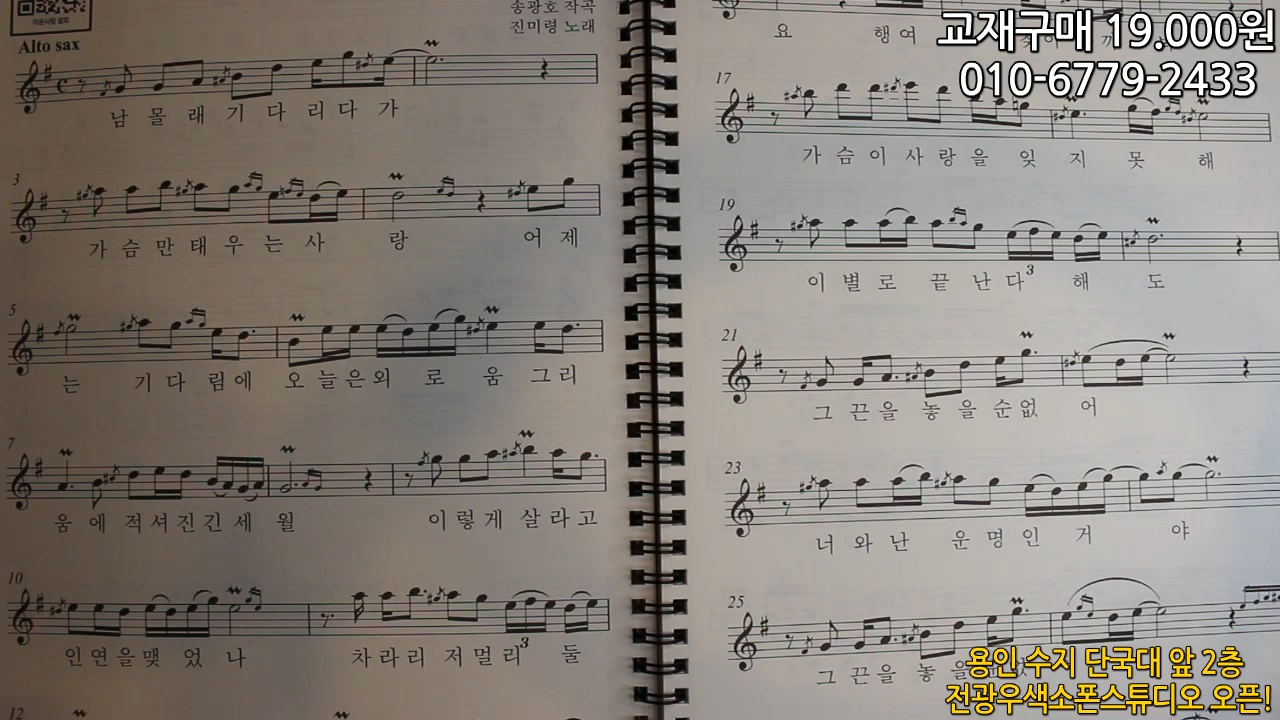 송광호 작곡
진미령 노래
Alto sax
남 몰 래 기 다 리 다 가
3
가 슴 만 태 우 는 사 랑 어 제
5
는 기 다 림 에 오 늘 은 외 로 움 그 리
7
움 에 적 셔 진 긴 세 월 이 렇 게 살 라 고
10
인 연 을 맺 었 나 차 라 리 저 멀 리 둘
3
12
요 행 여
교재구매 19.000원
010-6779-2433
17
가 슴 이 사 랑 을 잊 지 못 해
19
이 별 로 끝 난 다 해 도
3
21
그 끈 을 놓 을 순 없 어
23
너 와 난 운 명 인 거 야
25
그 끈 을 놓 을
용인 수지 단국대 앞 2층
전광우색소폰스튜디오 오픈!